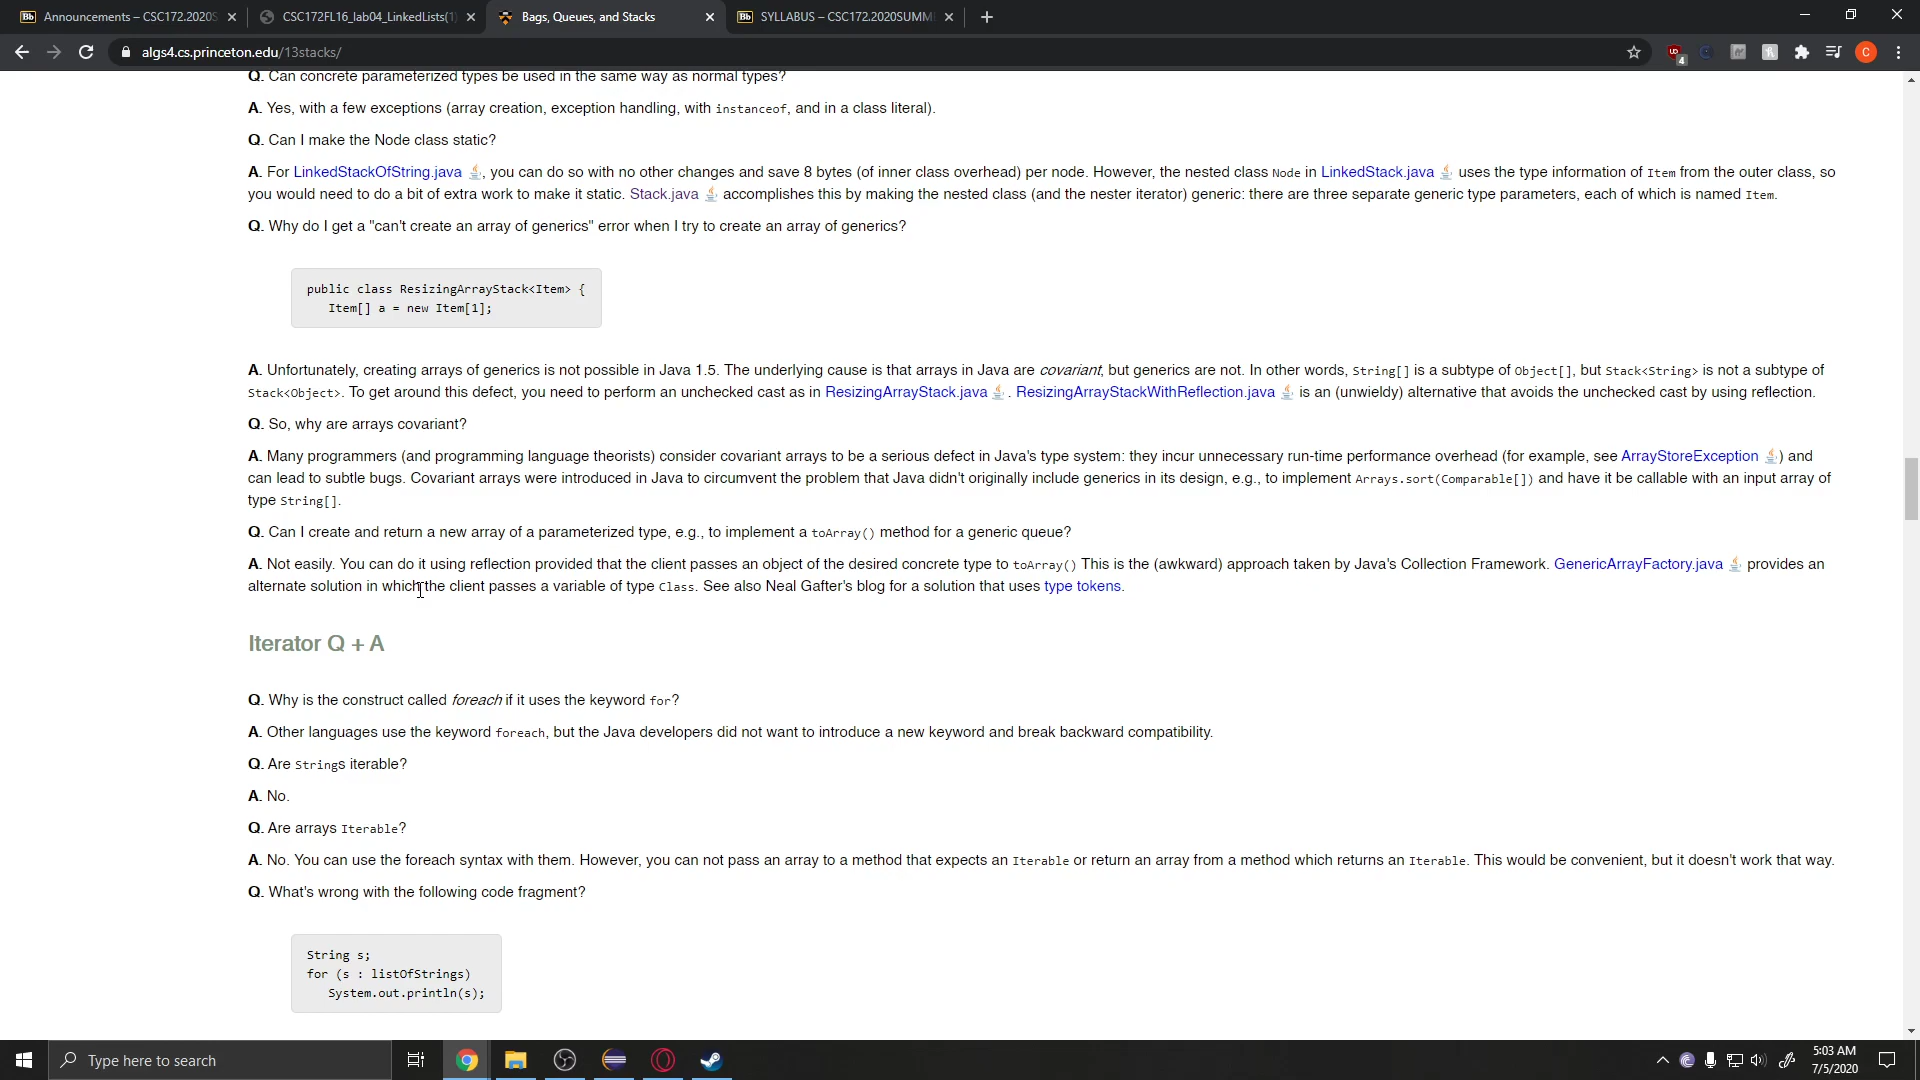 Announcements – CSC172.2020S
CSC172FL16_lab04_LinkedLists(1)
Bags, Queues, and Stacks
SYLLABUS – CSC172.2020SUMM
algs4.cs.princeton.edu/13stacks/
Q. Can concrete parameterized types be used in the same way as normal types?
A. Yes, with a few exceptions (array creation, exception handling, with instanceof, and in a class literal).
Q. Can I make the Node class static?
A. For LinkedStackOfString.java, you can do so with no other changes and save 8 bytes (of inner class overhead) per node. However, the nested class Node in LinkedStack.java uses the type information of Item from the outer class, so
you would need to do a bit of extra work to make it static. Stack.java accomplishes this by making the nested class (and the nester iterator) generic: there are three separate generic type parameters, each of which is named Item.
Q. Why do I get a "can't create an array of generics" error when I try to create an array of generics?
public class ResizingArrayStack<Item> {
Item[] a = new Item[1];
A. Unfortunately, creating arrays of generics is not possible in Java 1.5. The underlying cause is that arrays in Java are covariant, but generics are not. In other words, String[] is a subtype of Object[], but Stack<String> is not a subtype of
Stack<Object>. To get around this defect, you need to perform an unchecked cast as in ResizingArrayStack.java. ResizingArrayStackWithReflection.java is an (unwieldy) alternative that avoids the unchecked cast by using reflection.
Q. So, why are arrays covariant?
A. Many programmers (and programming language theorists) consider covariant arrays to be a serious defect in Java's type system: they incur unnecessary run-time performance overhead (for example, see ArrayStoreException) and
can lead to subtle bugs. Covariant arrays were introduced in Java to circumvent the problem that Java didn't originally include generics in its design, e.g., to implement Arrays.sort(Comparable[]) and have it be callable with an input array of
type String[].
Q. Can I create and return a new array of a parameterized type, e.g., to implement a toArray() method for a generic queue?
A. Not easily. You can do it using reflection provided that the client passes an object of the desired concrete type to toArray() This is the (awkward) approach taken by Java's Collection Framework. GenericArrayFactory.java provides an
alternate solution in which the client passes a variable of type Class. See also Neal Gafter's blog for a solution that uses type tokens.
Iterator Q + A
Q. Why is the construct called foreach if it uses the keyword for?
A. Other languages use the keyword foreach, but the Java developers did not want to introduce a new keyword and break backward compatibility.
Q. Are Strings iterable?
A. No.
Q. Are arrays Iterable?
A. No. You can use the foreach syntax with them. However, you can not pass an array to a method that expects an Iterable or return an array from a method which returns an Iterable. This would be convenient, but it doesn't work that way.
Q. What's wrong with the following code fragment?
String s;
for (s : listOfStrings)
System.out.println(s);
Type here to search
5:03 AM
7/5/2020